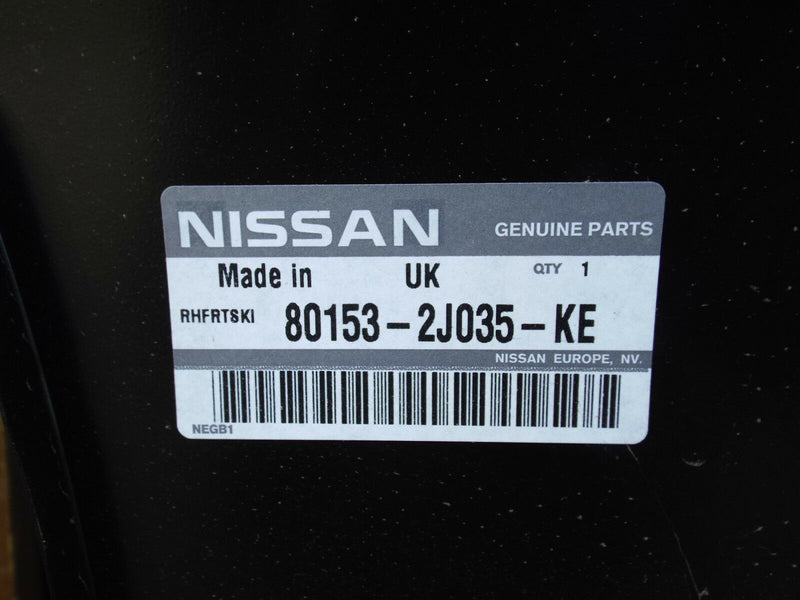 NISSAN GENUINE PARTS
Made in UK QTY 1
RHFRTSKI 80153-2J035-KE
NISSAN EUROPE, NV.
NEGB1